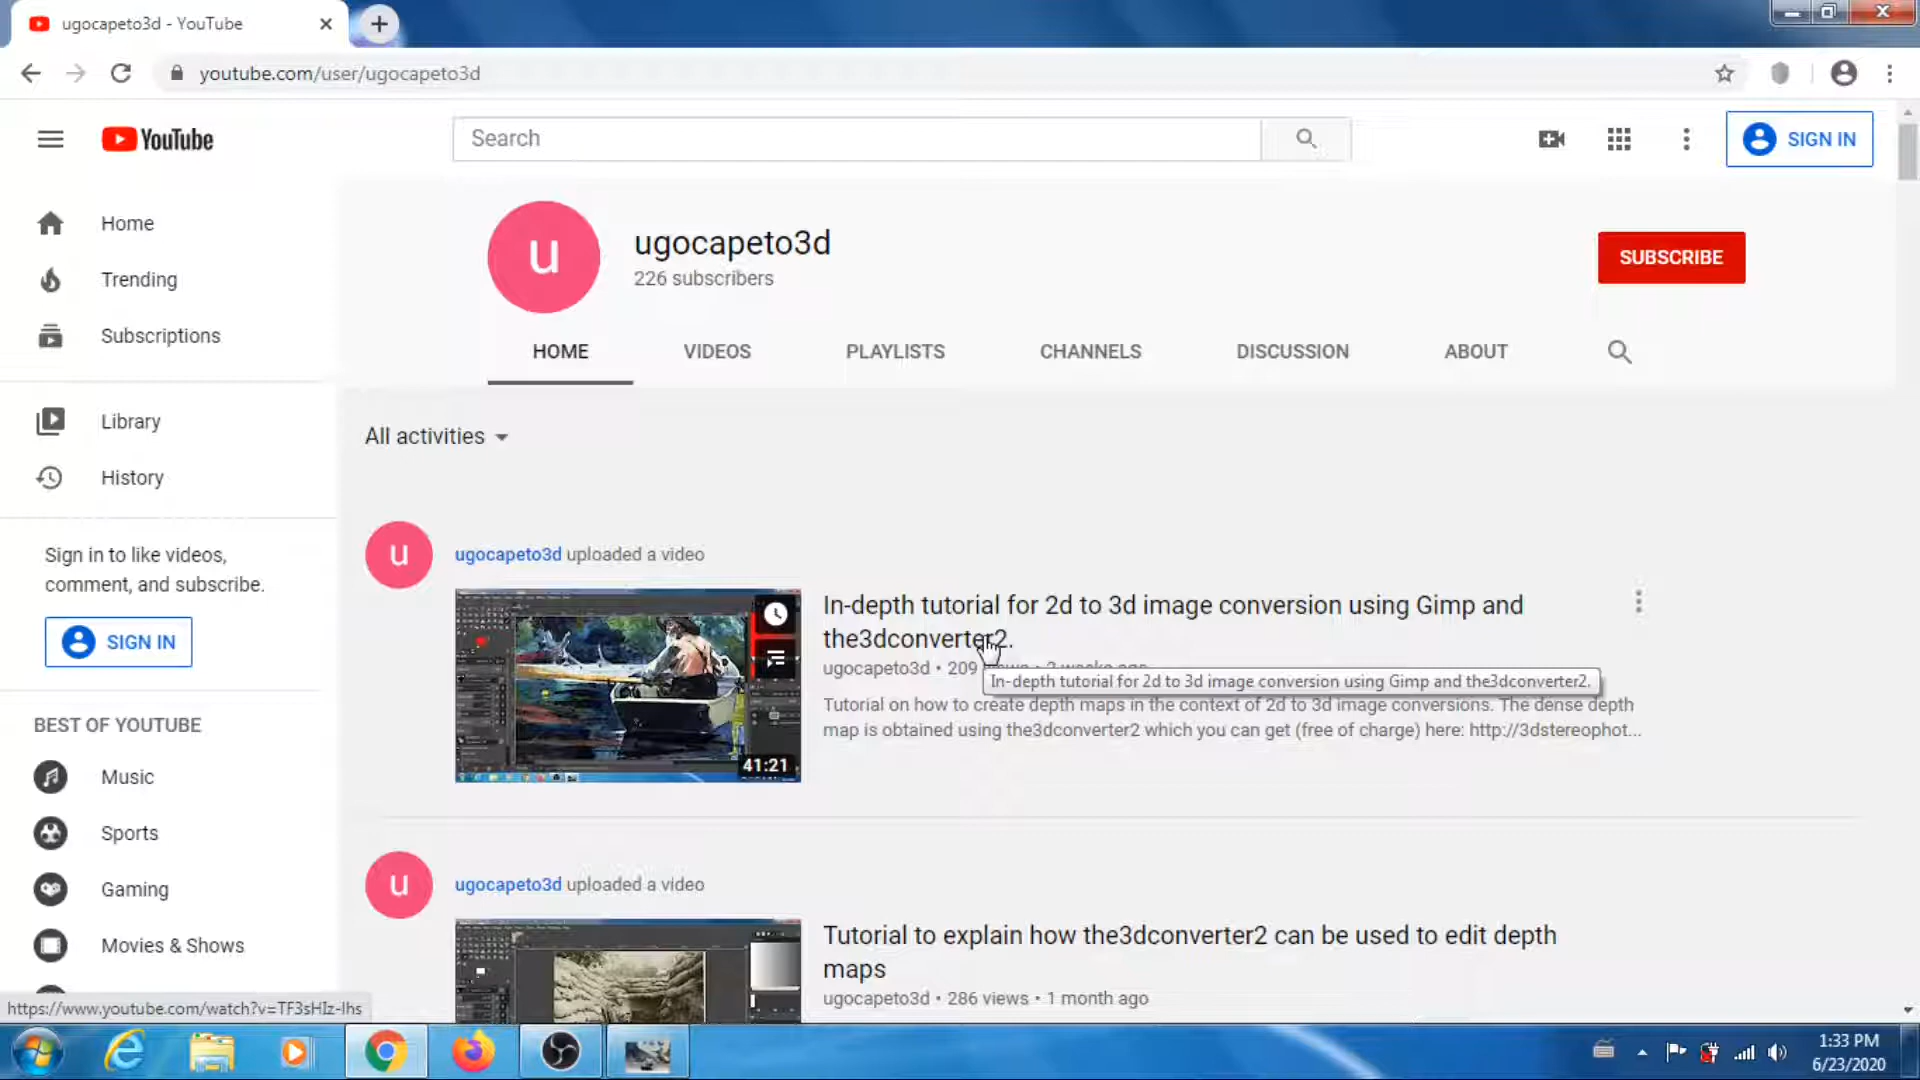 ugocapeto3d - YouTube
youtube.com/user/ugocapeto3d
YouTube
Search
SIGN IN
Home
Trending
Subscriptions
Library
History
Sign in to like videos,
comment, and subscribe.
SIGN IN
BEST OF YOUTUBE
Music
Sports
Gaming
Movies & Shows
https://www.youtube.com/watch?v=TF3sHIz-lhs
u
ugocapeto3d
226 subscribers
SUBSCRIBE
HOME
VIDEOS
PLAYLISTS
CHANNELS
DISCUSSION
ABOUT
All activities
u
ugocapeto3d uploaded a video
41:21
In-depth tutorial for 2d to 3d image conversion using Gimp and
the3dconverter2.
ugocapeto3d • 209 views • 2 weeks ago
In-depth tutorial for 2d to 3d image conversion using Gimp and the3dconverter2.
Tutorial on how to create depth maps in the context of 2d to 3d image conversions. The dense depth
map is obtained using the3dconverter2 which you can get (free of charge) here: http://3dstereophot...
u
ugocapeto3d uploaded a video
Tutorial to explain how the3dconverter2 can be used to edit depth
maps
ugocapeto3d • 286 views • 1 month ago
1:33 PM
6/23/2020